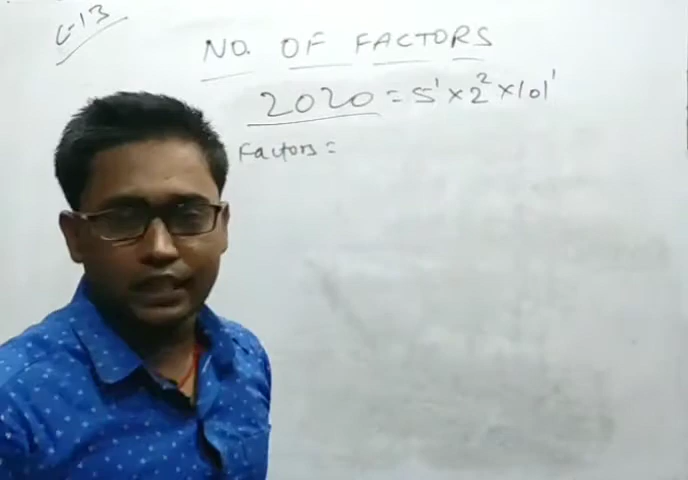 L-13
NO. OF FACTORS
2020 = 5¹ × 2² × 101¹
Factors =